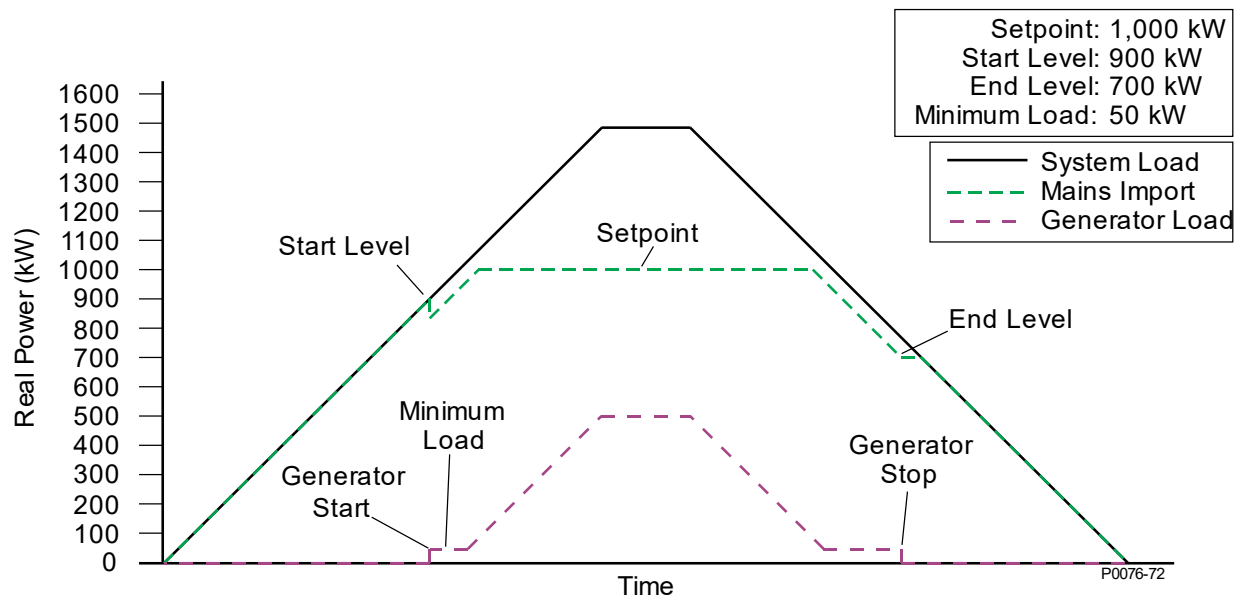 Setpoint: 1,000 kW
Start Level: 900 kW
End Level: 700 kW
Minimum Load: 50 kW
System Load
Mains Import
Generator Load
Real Power (kW)
1600
1500
1400
1300
1200
1100
1000
900
800
700
600
500
400
300
200
100
0
Start Level
Setpoint
End Level
Minimum
Load
Generator
Start
Generator
Stop
Time
P0076-72